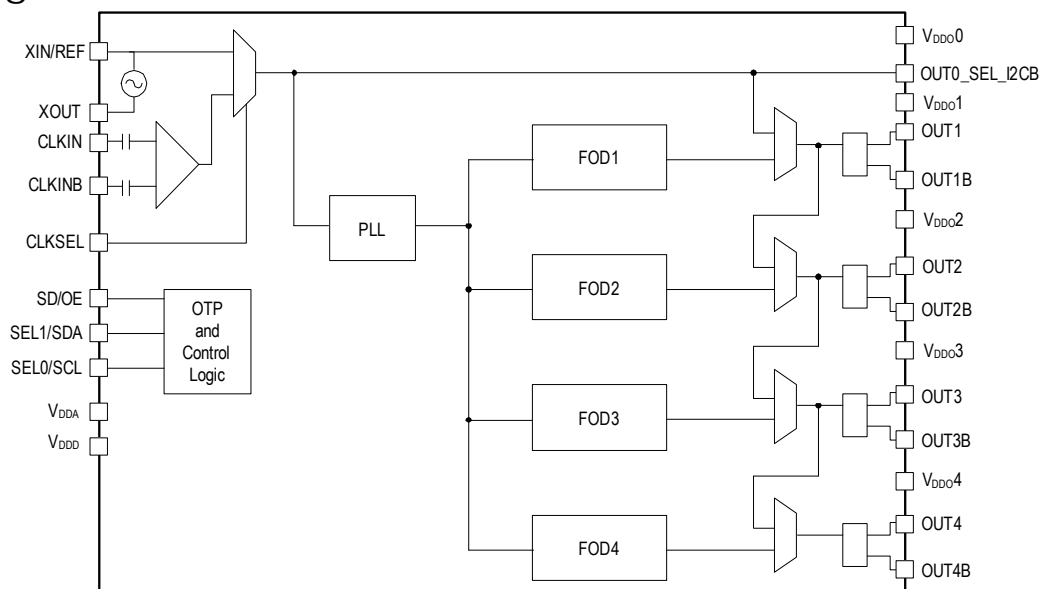 XIN/REF
XOUT
CLKIN
CLKINB
CLKSEL
SD/OE
SEL1/SDA
SEL0/SCL
VDDA
VDDD
OTP
and
Control
Logic
PLL
FOD1
FOD2
FOD3
FOD4
VDDO0
OUT0_SEL_I2CB
VDDO1
OUT1
OUT1B
VDDO2
OUT2
OUT2B
VDDO3
OUT3
OUT3B
VDDO4
OUT4
OUT4B